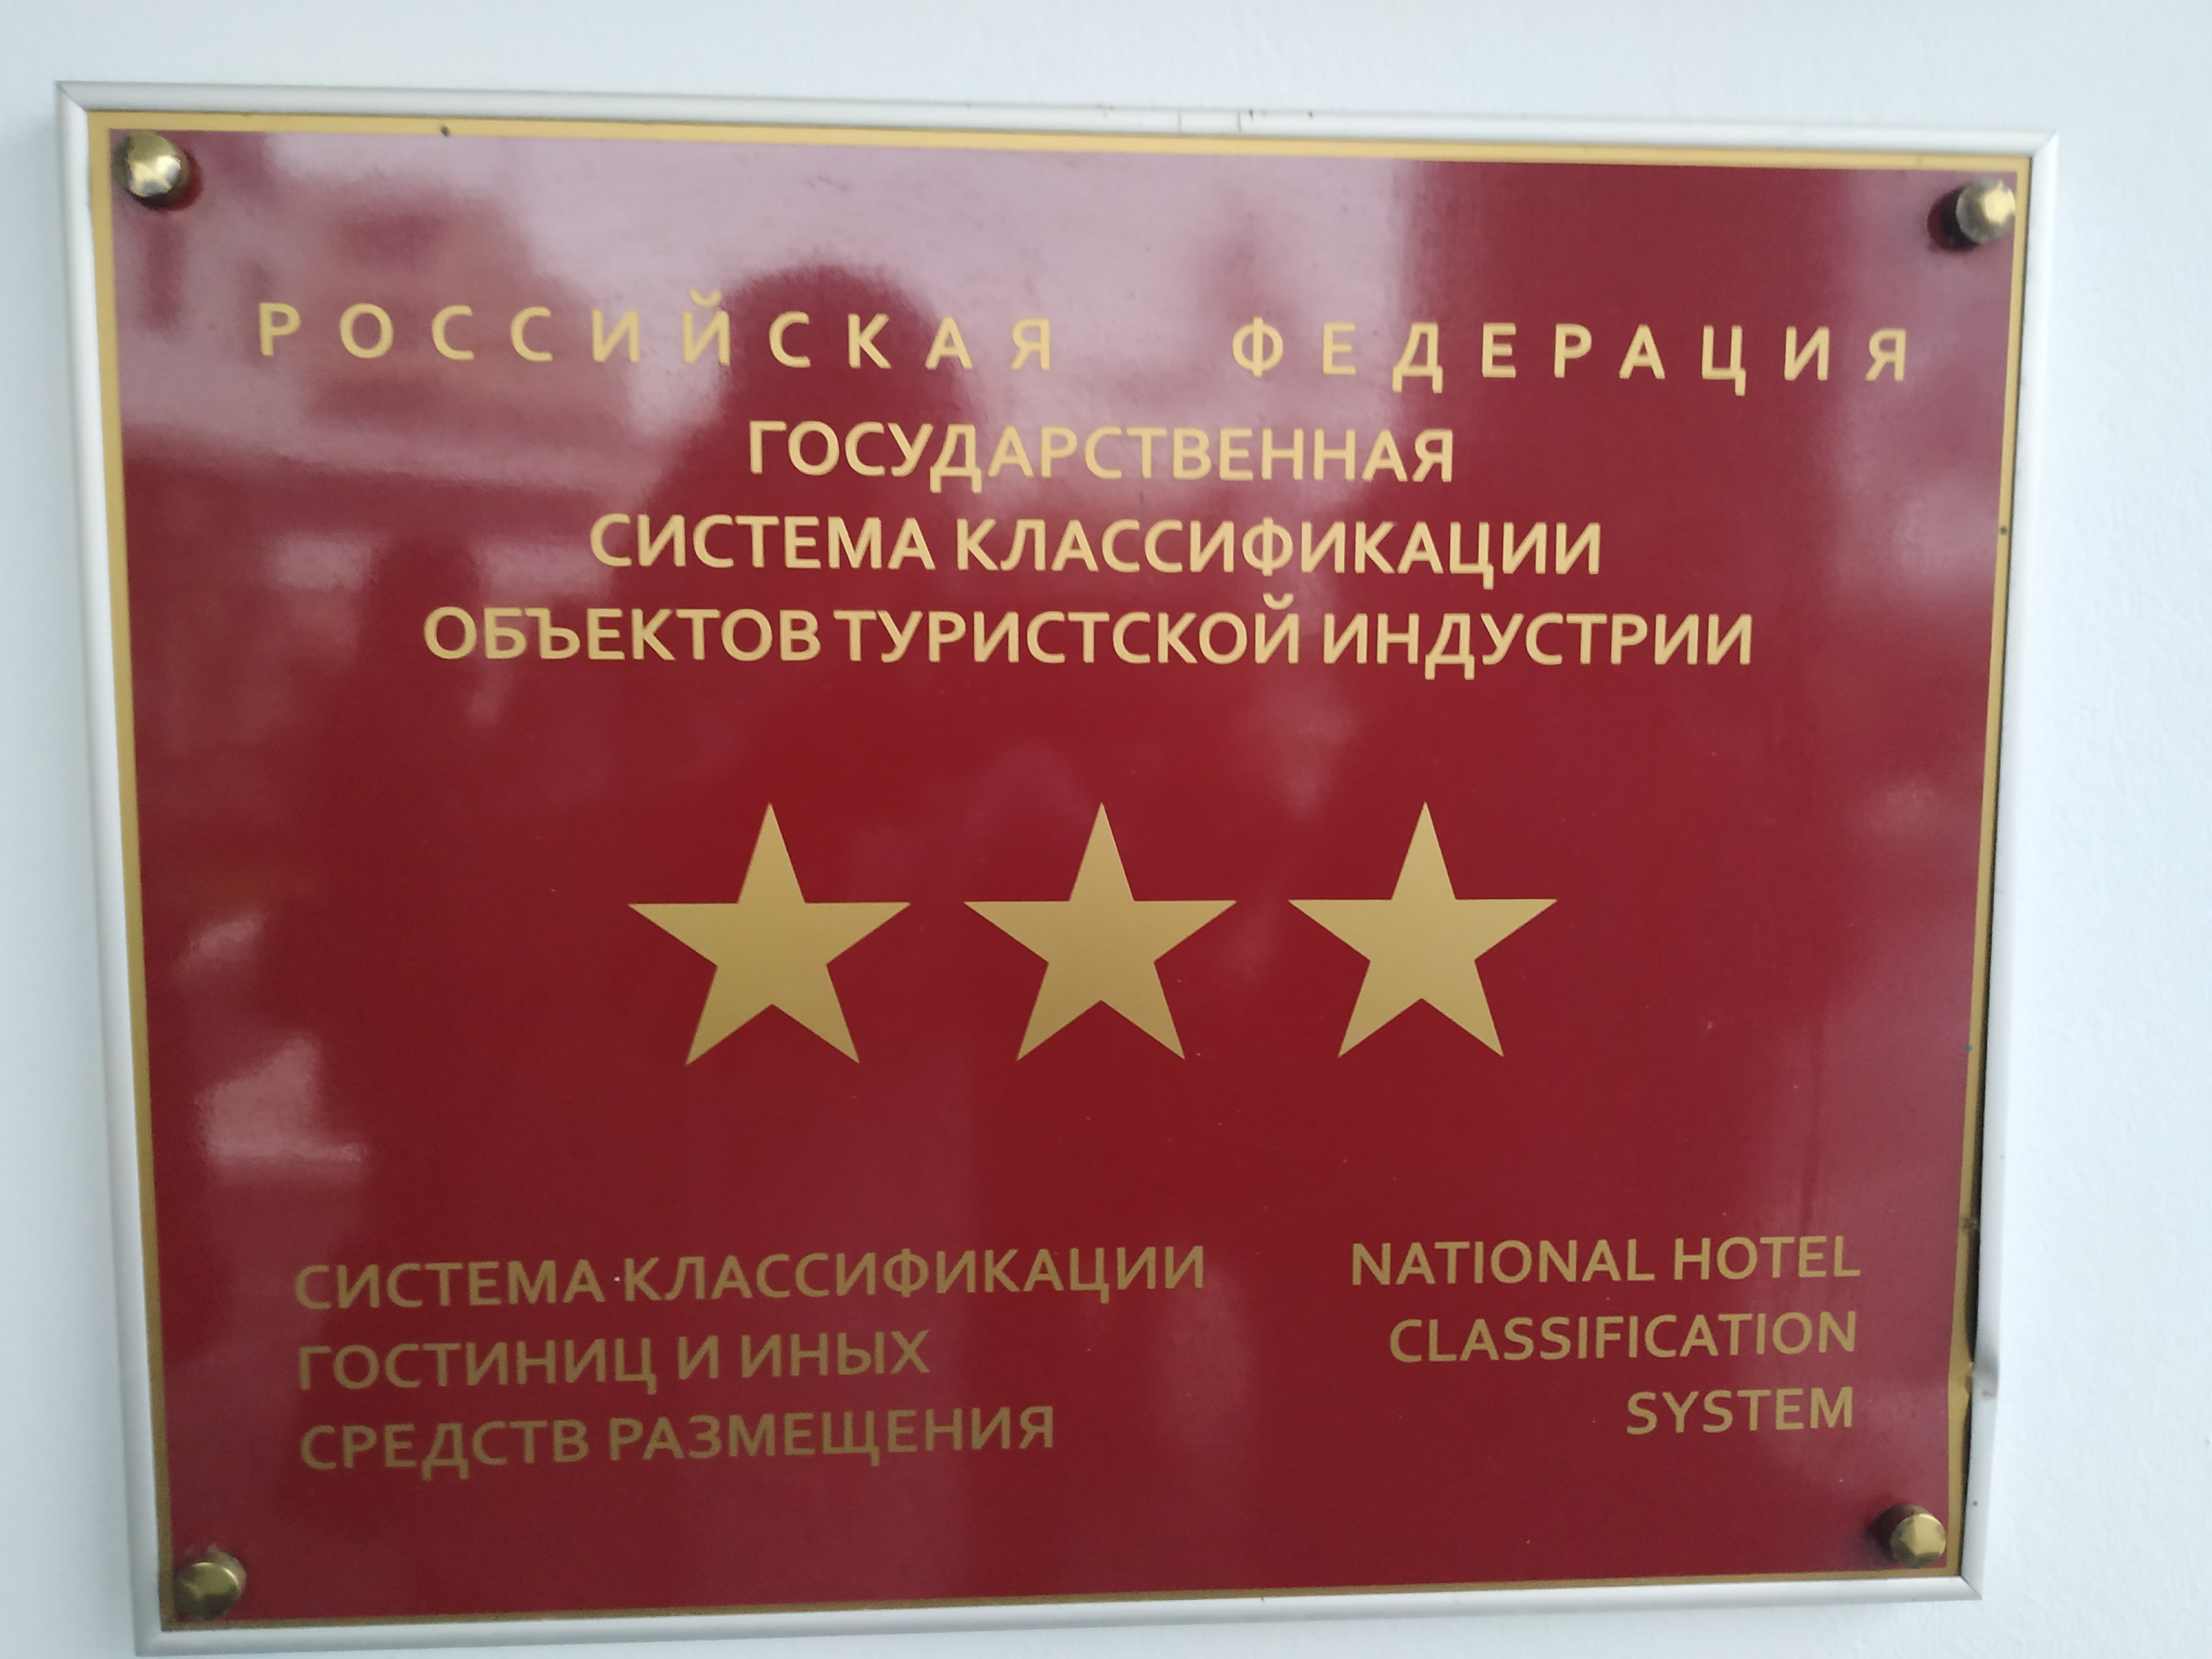 РОССИЙСКАЯ ФЕДЕРАЦИЯ
ГОСУДАРСТВЕННАЯ
СИСТЕМА КЛАССИФИКАЦИИ
ОБЪЕКТОВ ТУРИСТСКОЙ ИНДУСТРИИ
СИСТЕМА КЛАССИФИКАЦИИ
ГОСТИНИЦ И ИНЫХ
СРЕДСТВ РАЗМЕЩЕНИЯ
NATIONAL HOTEL
CLASSIFICATION
SYSTEM